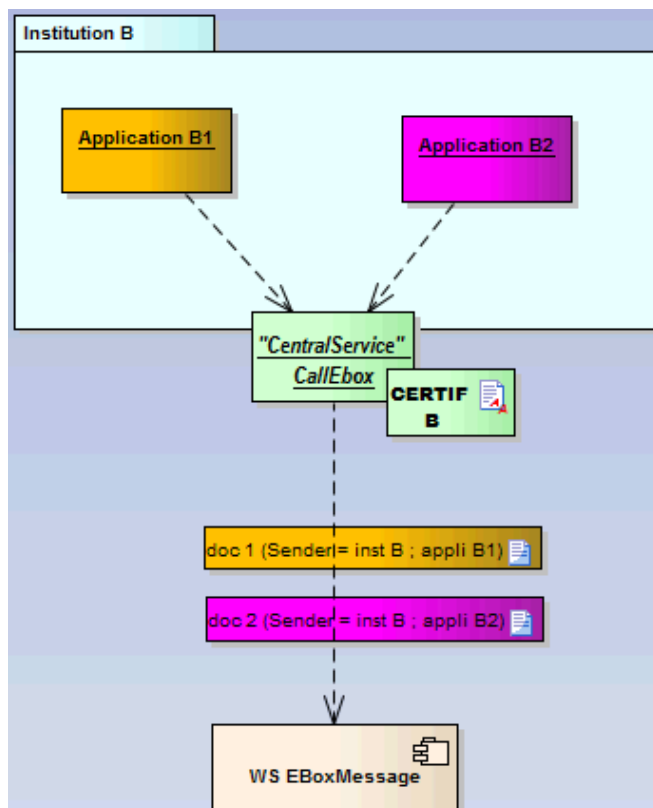 Institution B
Application B1
Application B2
"CentralService"
CallEbox
CERTIF
B
doc 1 (Sender = inst B ; appli B1)
doc 2 (Sender = inst B ; appli B2)
WS EBoxMessage